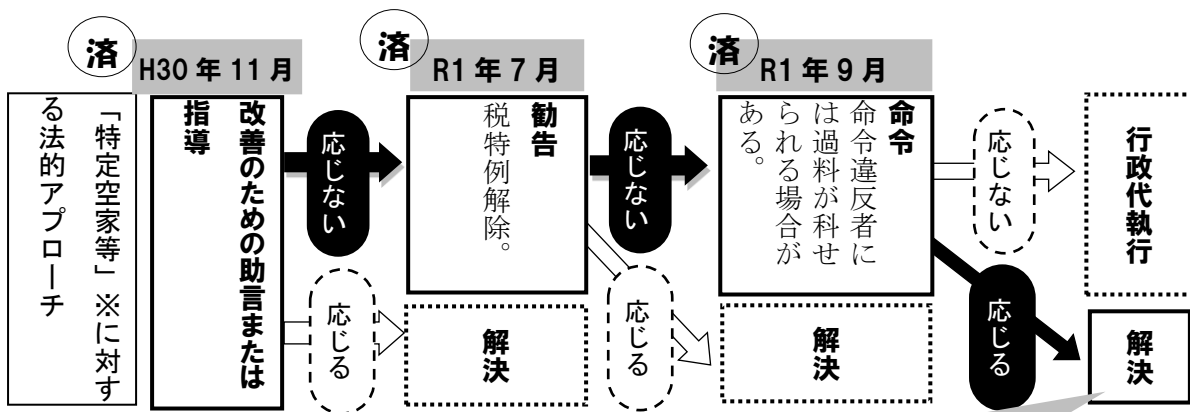 「特定空家等」※に対す
る法的アプローチ
済
H30年11月
改善のための助言または
指導
応じない
応じる
済
R1年7月
勧告
税特例解除。
解決
応じない
応じる
済
R1年9月
命令
命令違反者に
は過料が科せ
られる場合が
ある。
解決
応じない
応じる
行政代執行
解決